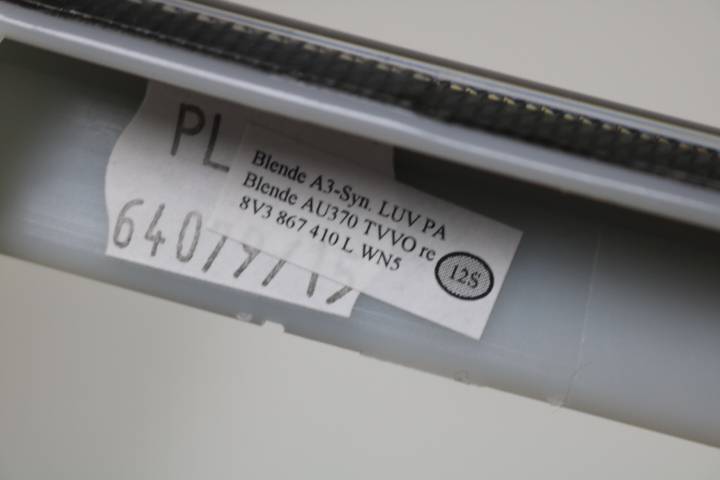 PL
Blende A3-Syn. LUV PA
Blende AU370 TVVO re
8V3 867 410 L WN5
12S